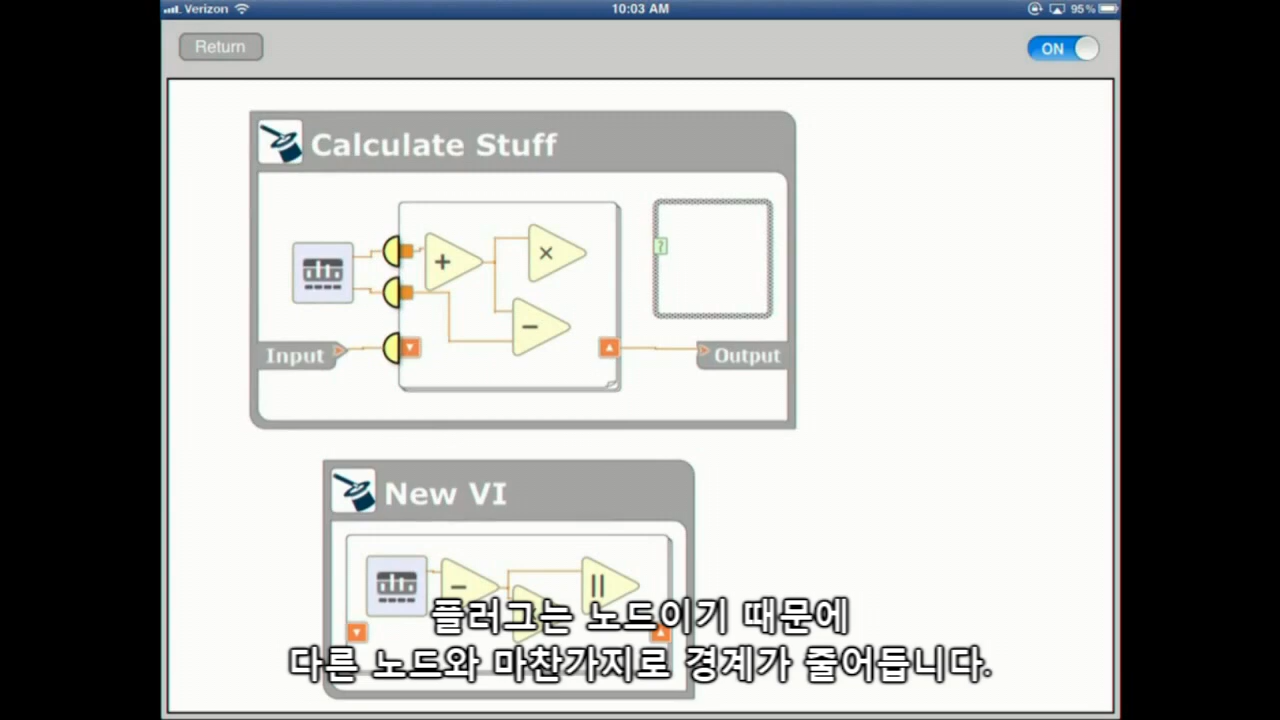 Verizon 10:03 AM 95%
Return ON
Calculate Stuff
+ × −
?
Input Output
New VI
− ||
플러그는 노드이기 때문에
다른 노드와 마찬가지로 경계가 줄어듭니다.